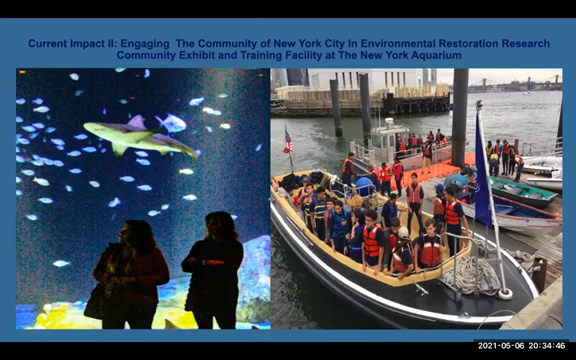 Current Impact II: Engaging The Community of New York City In Environmental Restoration Research
Community Exhibit and Training Facility at The New York Aquarium
2021-05-06 20:34:46